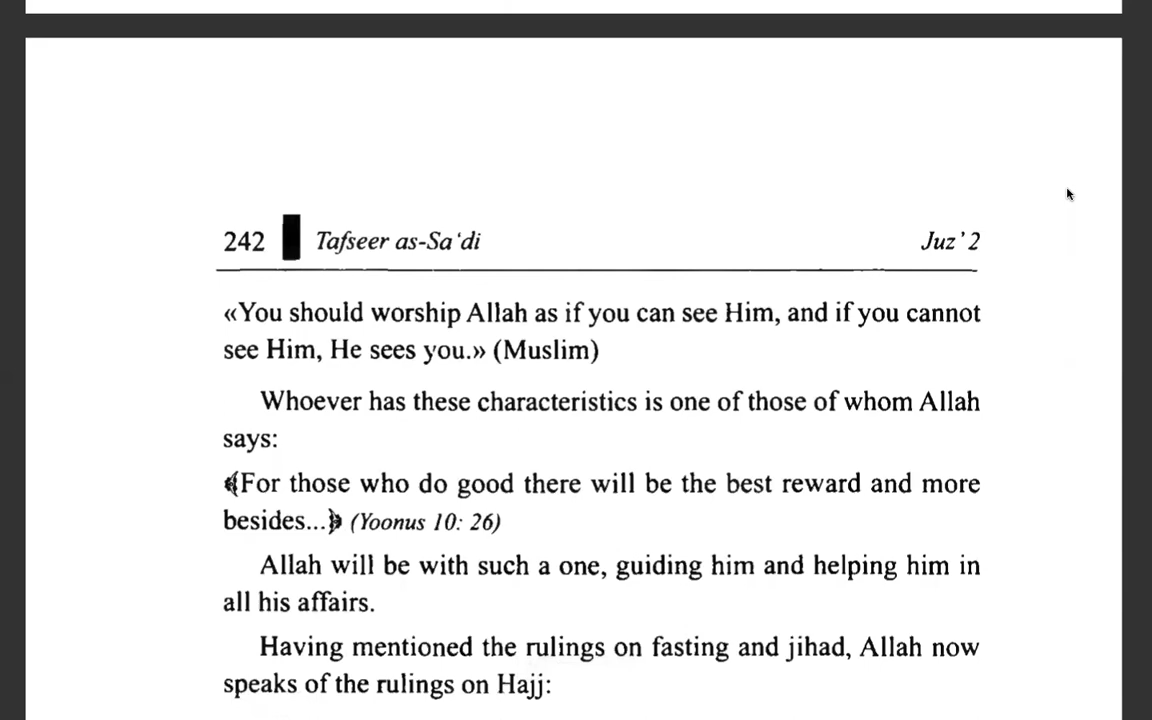 242 Tafseer as-Sa‘di Juz’ 2
«You should worship Allah as if you can see Him, and if you cannot
see Him, He sees you.» (Muslim)
Whoever has these characteristics is one of those of whom Allah
says:
﴾For those who do good there will be the best reward and more
besides...﴿ (Yoonus 10: 26)
Allah will be with such a one, guiding him and helping him in
all his affairs.
Having mentioned the rulings on fasting and jihad, Allah now
speaks of the rulings on Hajj: